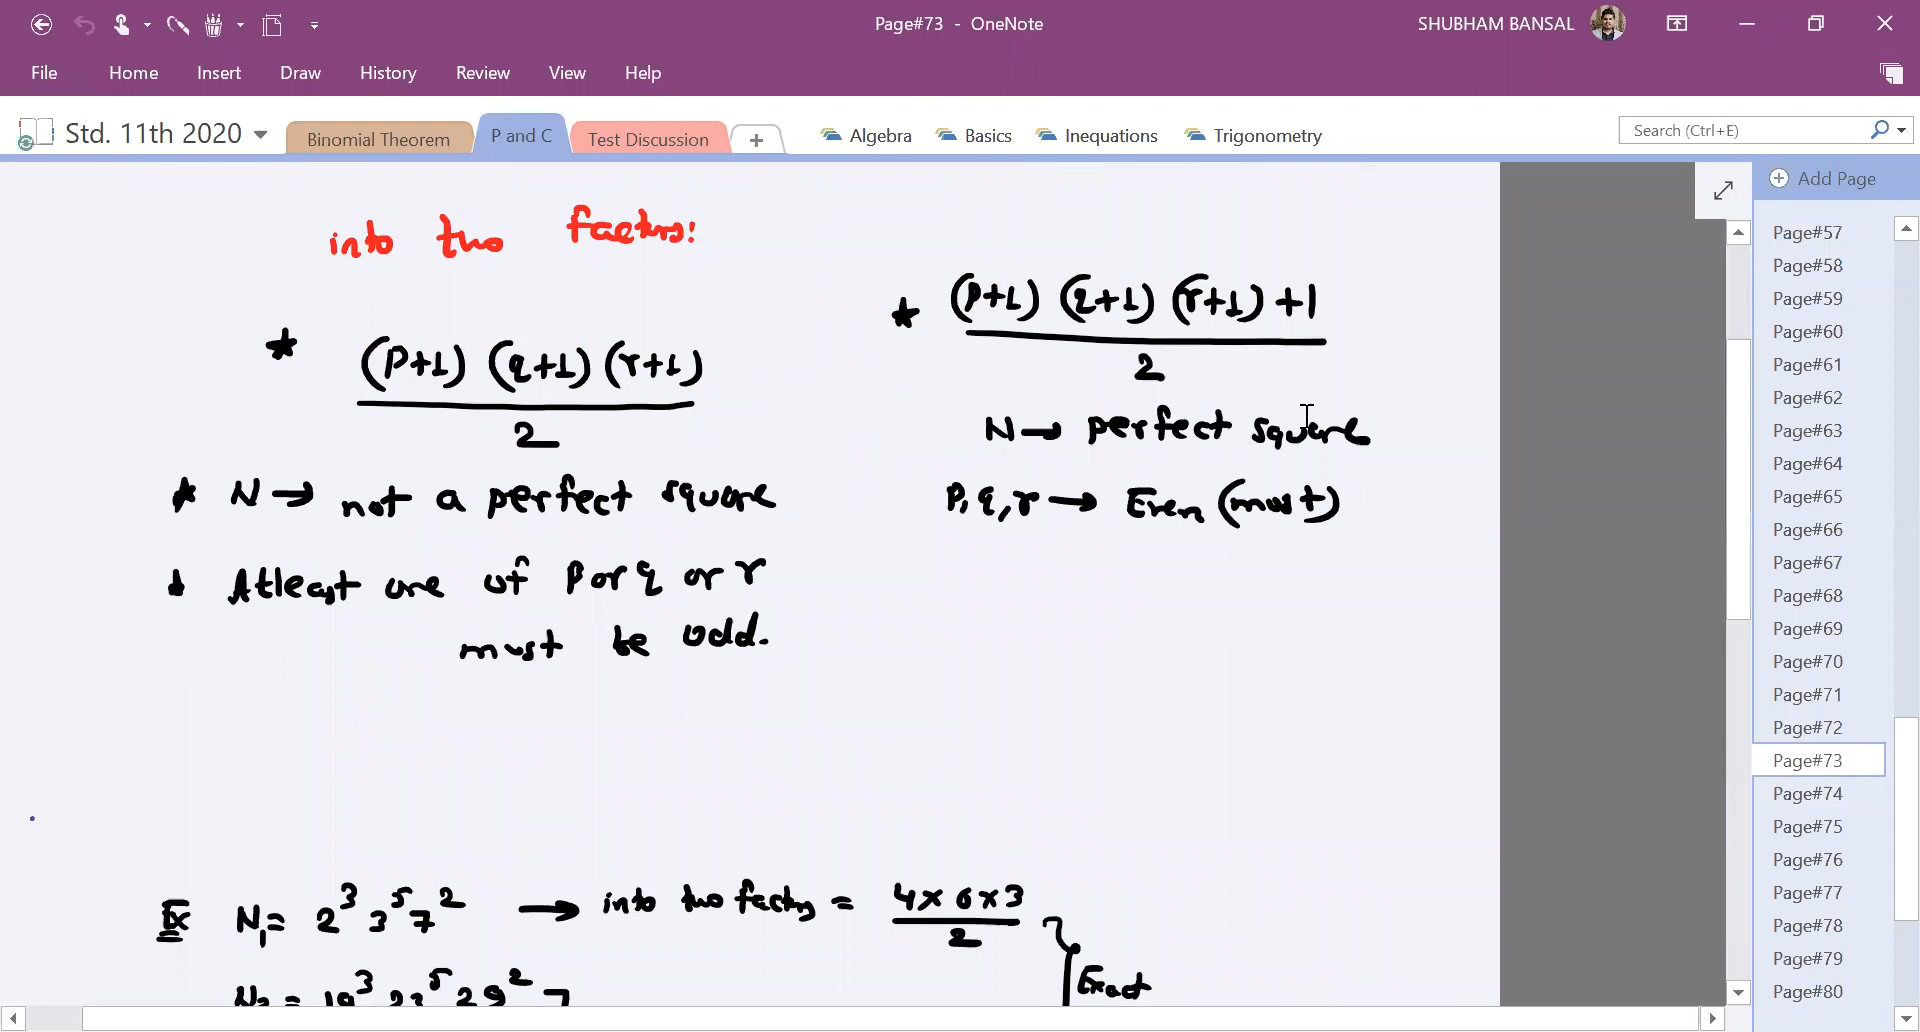 Page#73 - OneNote
SHUBHAM BANSAL
File Home Insert Draw History Review View Help
Std. 11th 2020
Binomial Theorem
P and C
Test Discussion
Algebra
Basics
Inequations
Trigonometry
Search (Ctrl+E)
Add Page
into two factors:
* (p+1) (q+1) (r+1)
2
* N → not a perfect square
* Atleast one of p or q or r
must be odd.
* (p+1) (q+1) (r+1) +1
2
N → perfect square
p, q, r → Even (must)
Ex N₁ = 2³ 3⁵ 7² → into two factors = 4 x 6 x 3
2
Exact
Page#57
Page#58
Page#59
Page#60
Page#61
Page#62
Page#63
Page#64
Page#65
Page#66
Page#67
Page#68
Page#69
Page#70
Page#71
Page#72
Page#73
Page#74
Page#75
Page#76
Page#77
Page#78
Page#79
Page#80